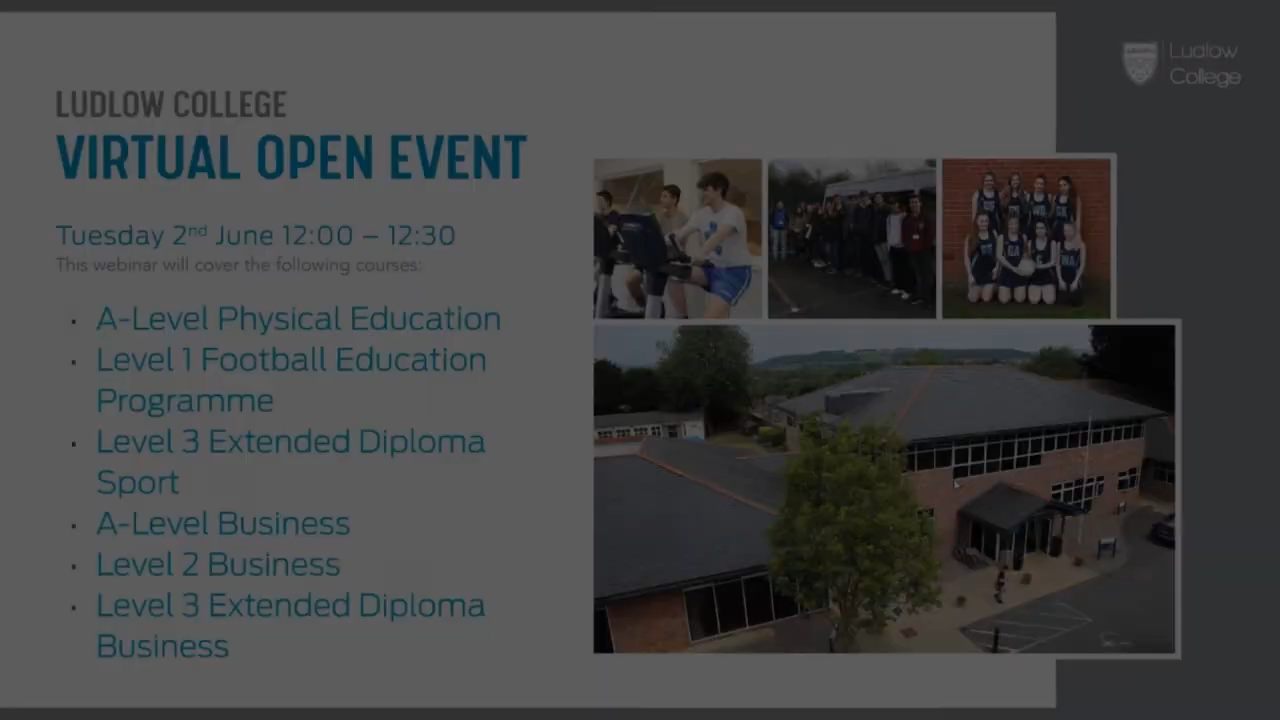 Ludlow
College
LUDLOW COLLEGE
VIRTUAL OPEN EVENT
Tuesday 2nd June 12:00 – 12:30
This webinar will cover the following courses:
· A-Level Physical Education
· Level 1 Football Education
Programme
· Level 3 Extended Diploma
Sport
· A-Level Business
· Level 2 Business
· Level 3 Extended Diploma
Business